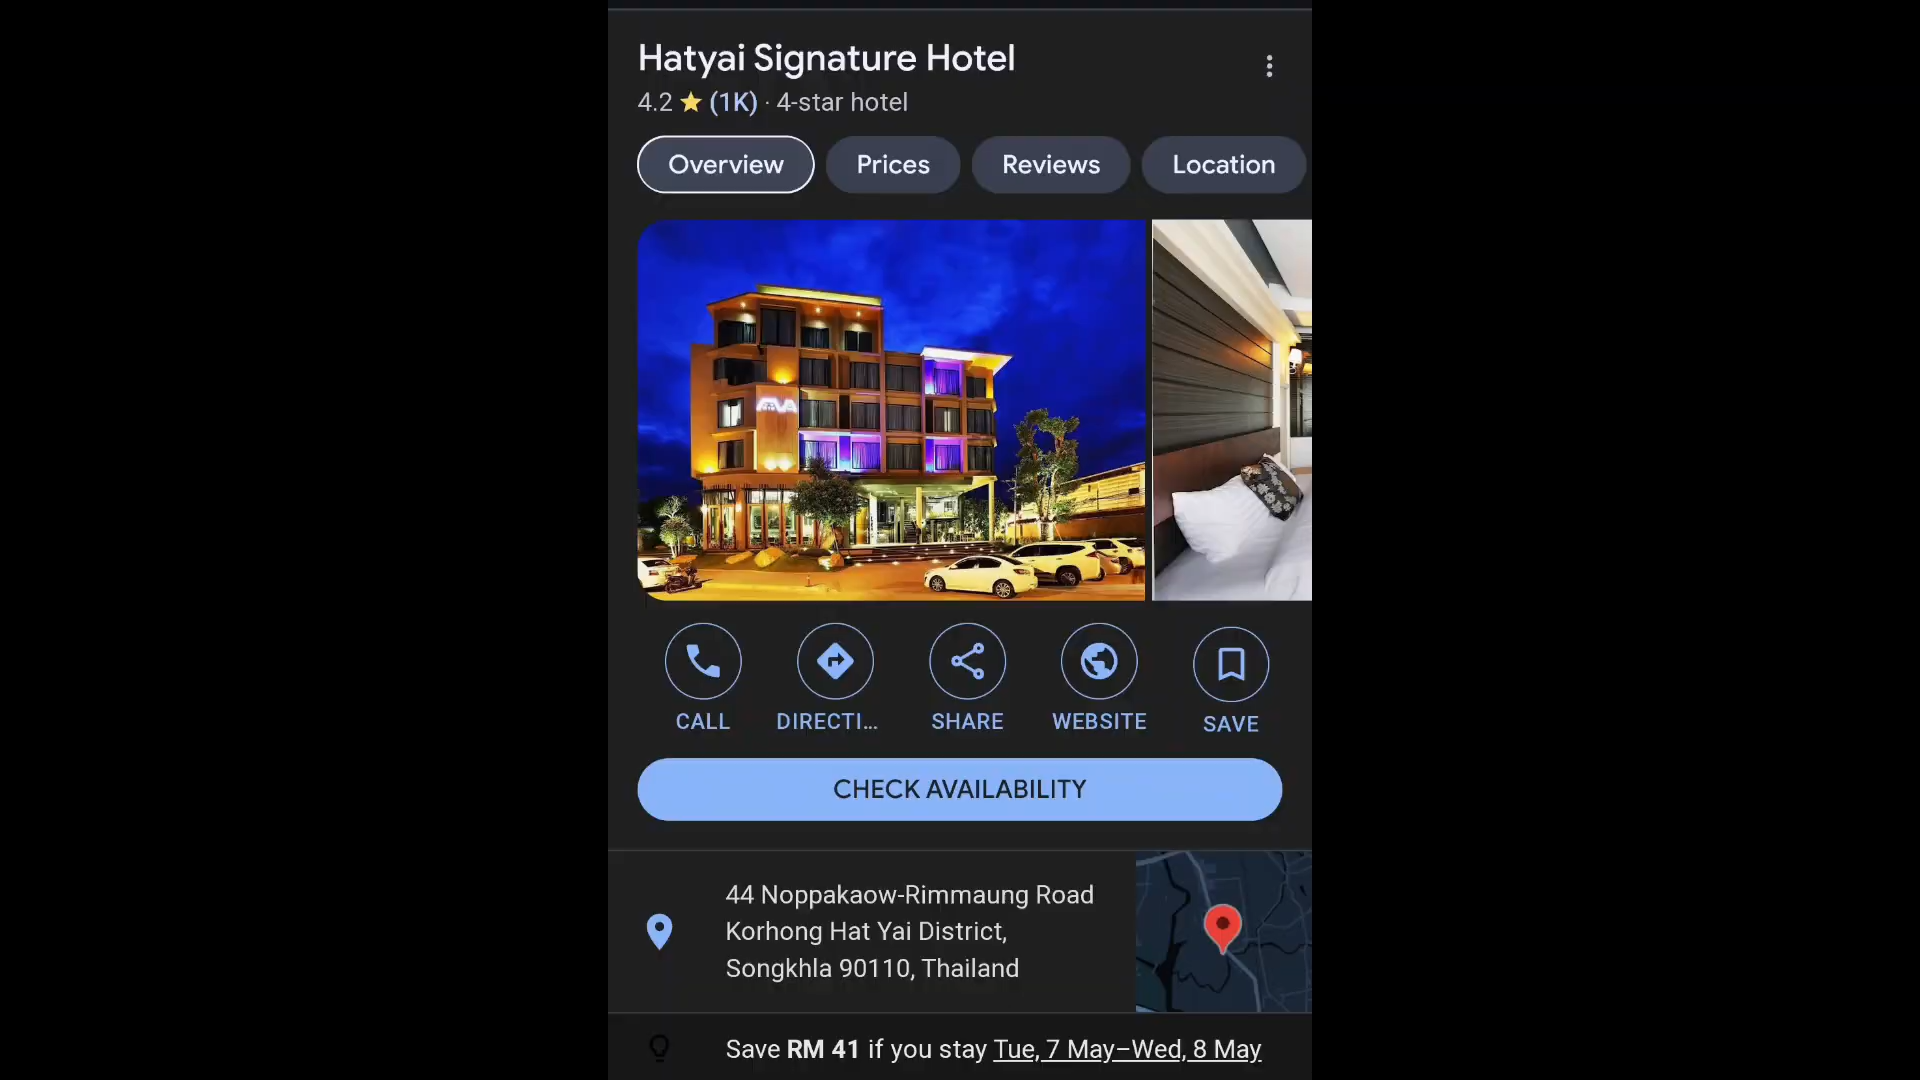 Hatyai Signature Hotel
4.2 ★ (1K) · 4-star hotel
Overview Prices Reviews Location
CALL DIRECTI... SHARE WEBSITE SAVE
CHECK AVAILABILITY
44 Noppakaow-Rimmaung Road
Korhong Hat Yai District,
Songkhla 90110, Thailand
Save RM 41 if you stay Tue, 7 May–Wed, 8 May